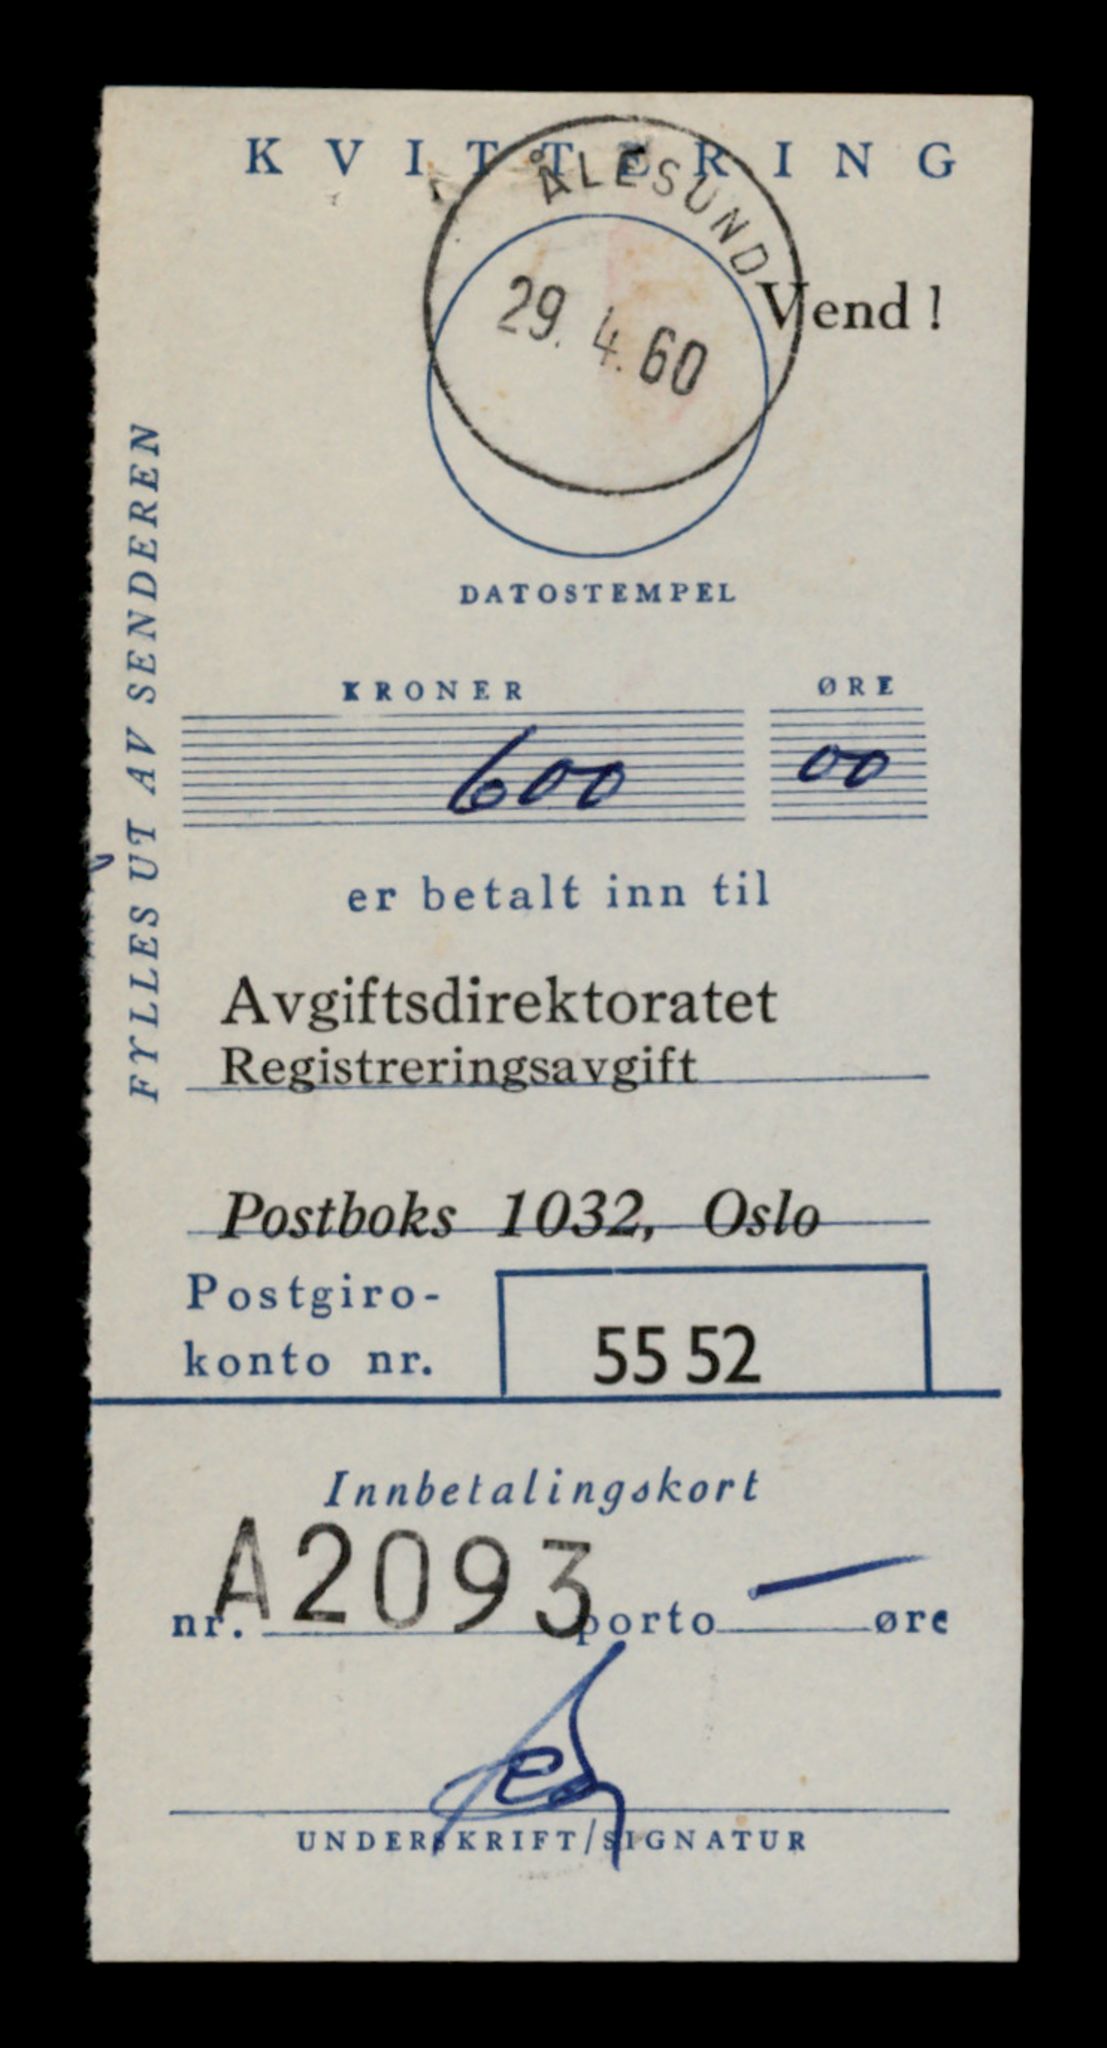 KVITTERING
ÅLESUND
29.4.60
Vend !
DATOSTEMPEL
FYLLES UT AV SENDEREN
KRONER ØRE
600 00
er betalt inn til
Avgiftsdirektoratet
Registreringsavgift
Postboks 1032, Oslo
Postgiro-
konto nr. 55 52
Innbetalingskort
nr. A2093 porto — øre
UNDERSKRIFT/SIGNATUR